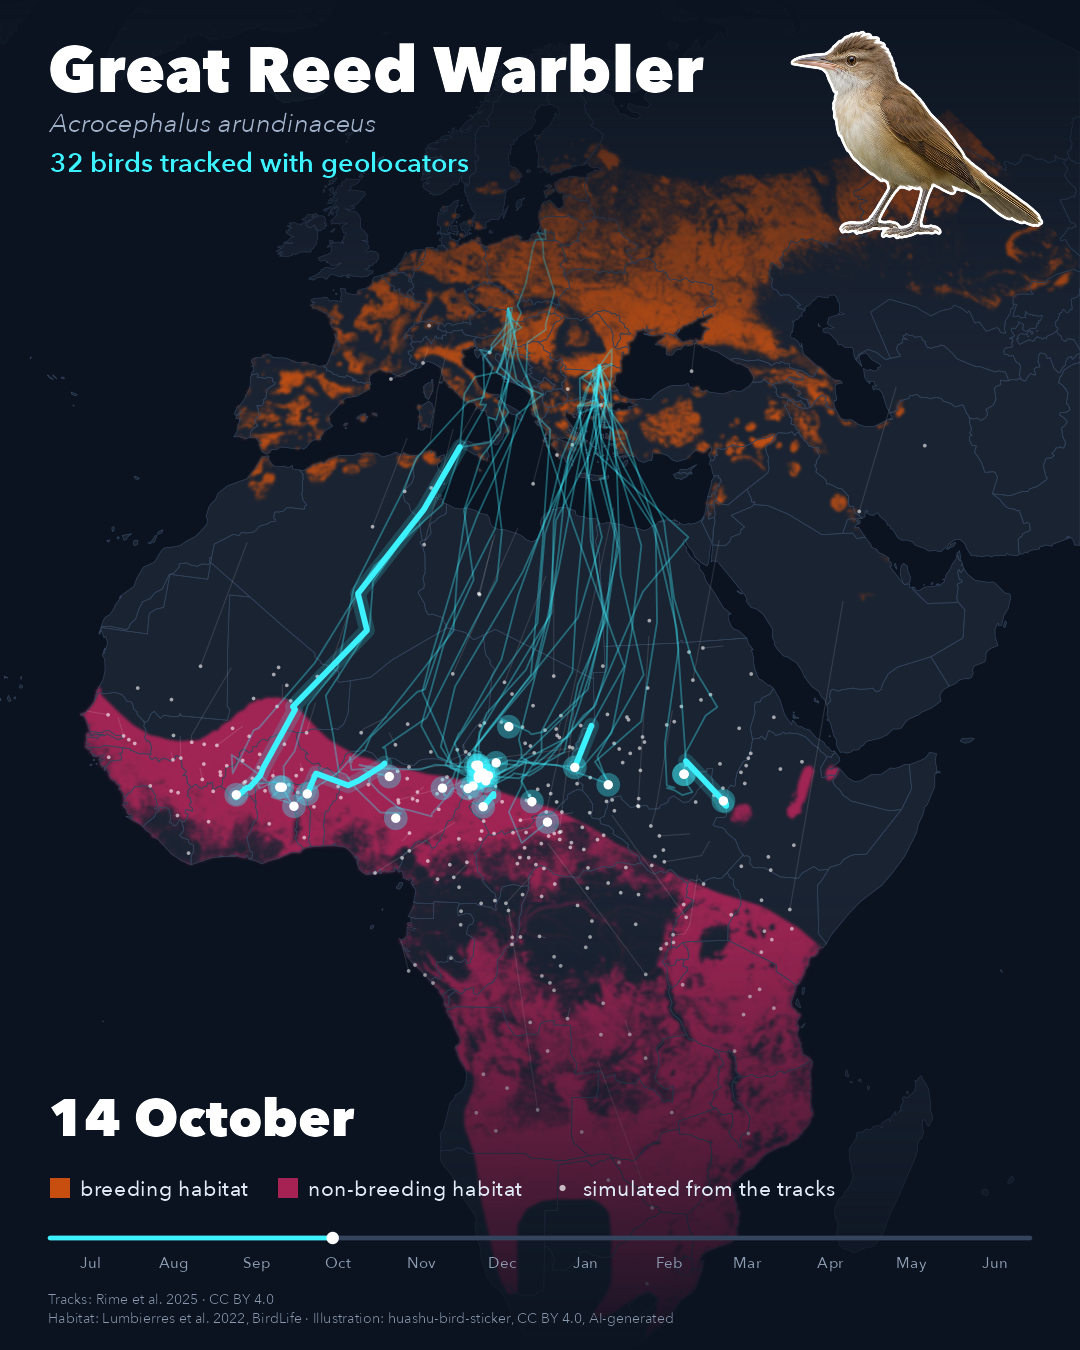 Great Reed Warbler
Acrocephalus arundinaceus
32 birds tracked with geolocators
14 October
breeding habitat non-breeding habitat simulated from the tracks
Jul Aug Sep Oct Nov Dec Jan Feb Mar Apr May Jun
Tracks: Rime et al. 2025 · CC BY 4.0
Habitat: Lumbierres et al. 2022, BirdLife · Illustration: huashu-bird-sticker, CC BY 4.0, AI-generated